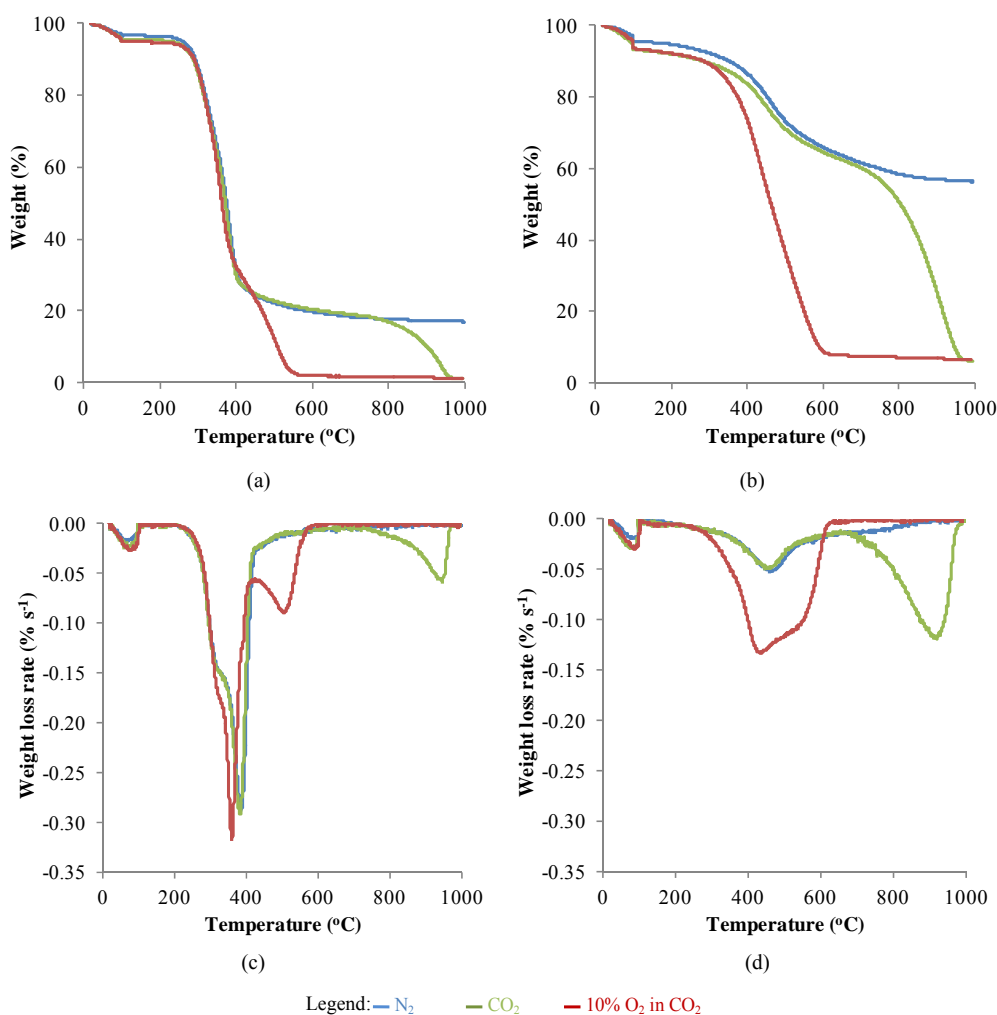 100
80
60
40
20
0
Weight (%)
0 200 400 600 800 1000
Temperature (°C)
(a)
100
80
60
40
20
0
Weight (%)
0 200 400 600 800 1000
Temperature (°C)
(b)
0.00
-0.05
-0.10
-0.15
-0.20
-0.25
-0.30
-0.35
Weight loss rate (% s⁻¹)
0 200 400 600 800 1000
Temperature (°C)
(c)
0.00
-0.05
-0.10
-0.15
-0.20
-0.25
-0.30
-0.35
Weight loss rate (% s⁻¹)
0 200 400 600 800 1000
Temperature (°C)
(d)
Legend: N₂ CO₂ 10% O₂ in CO₂